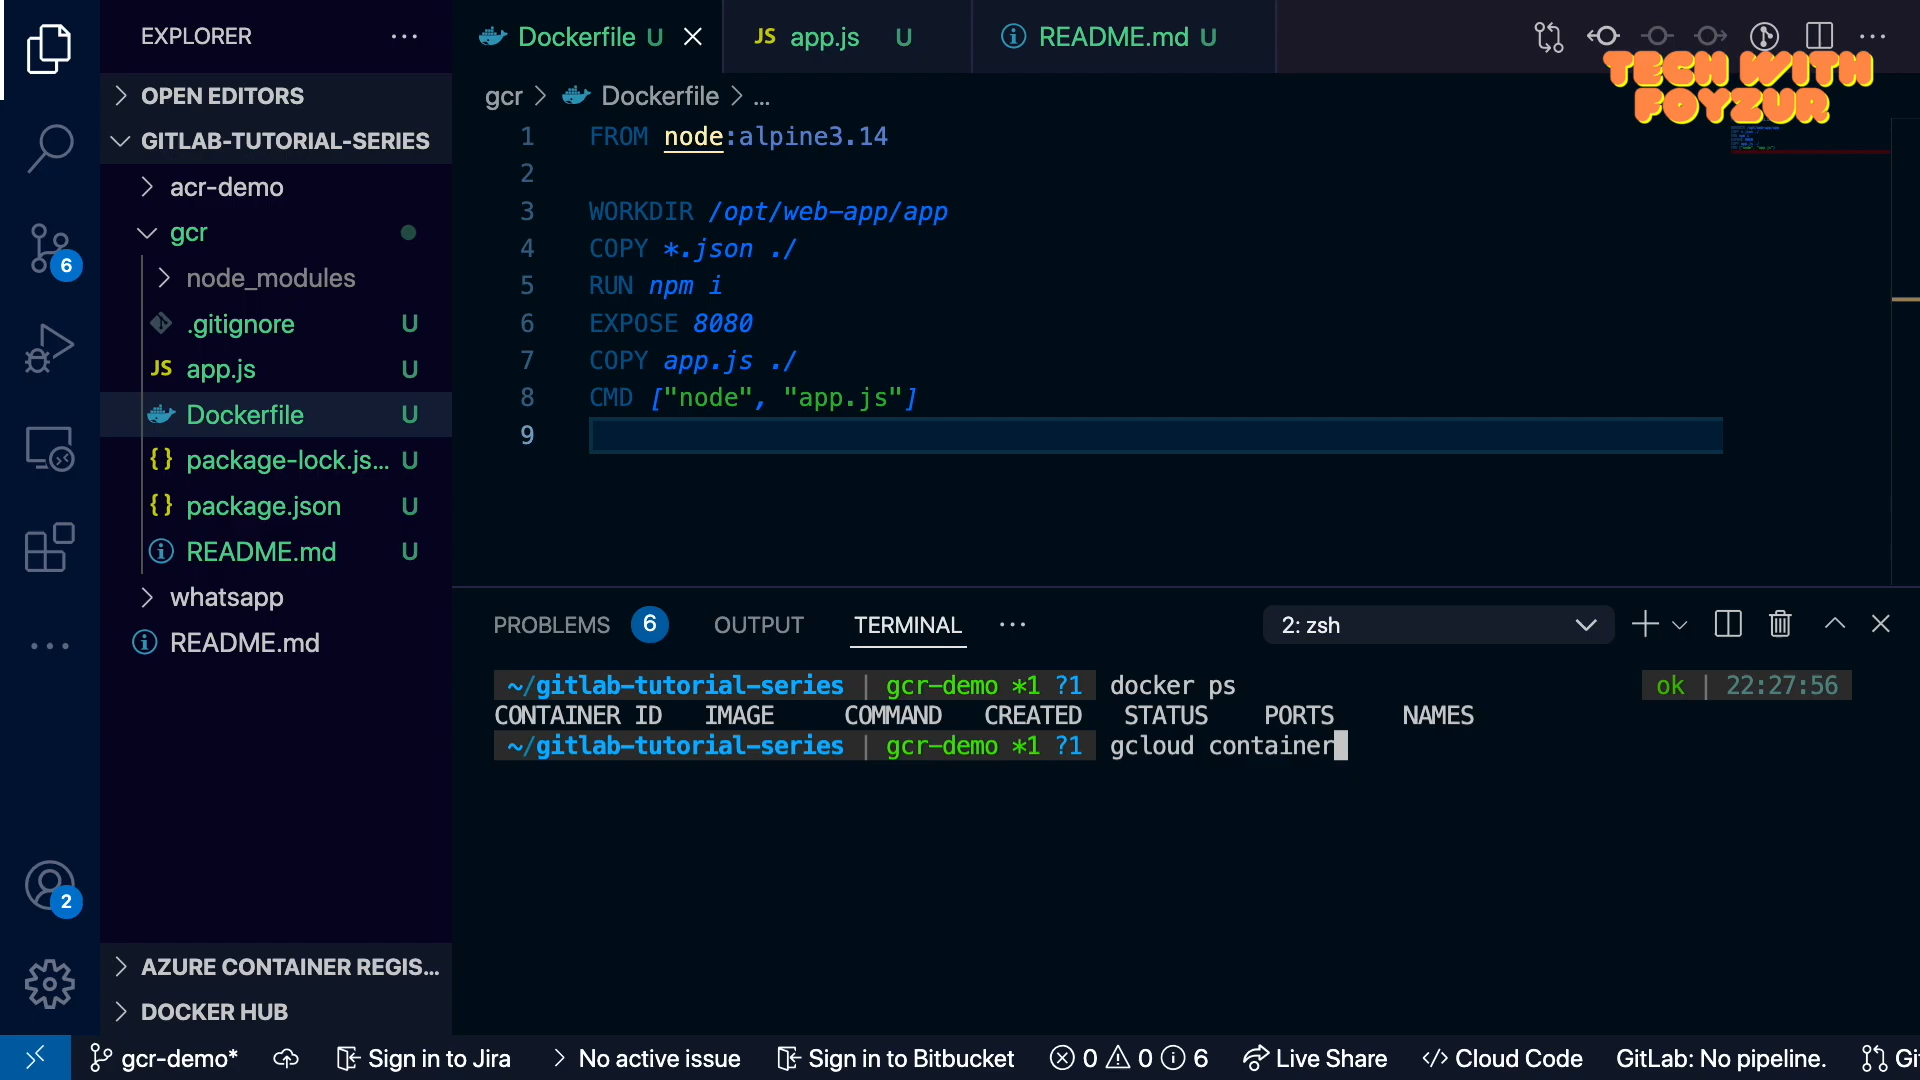 EXPLORER
Dockerfile U
JS app.js U
README.md U
TECH WITH
FOYZUR
OPEN EDITORS
GITLAB-TUTORIAL-SERIES
acr-demo
gcr
node_modules
.gitignore U
JS app.js U
Dockerfile U
{} package-lock.js... U
{} package.json U
README.md U
whatsapp
README.md
AZURE CONTAINER REGIS...
DOCKER HUB
6
2
gcr > Dockerfile > ...
1 FROM node:alpine3.14
2
3 WORKDIR /opt/web-app/app
4 COPY *.json ./
5 RUN npm i
6 EXPOSE 8080
7 COPY app.js ./
8 CMD ["node", "app.js"]
9
PROBLEMS 6 OUTPUT TERMINAL 2: zsh
~/gitlab-tutorial-series | gcr-demo *1 ?1 docker ps ok | 22:27:56
CONTAINER ID IMAGE COMMAND CREATED STATUS PORTS NAMES
~/gitlab-tutorial-series | gcr-demo *1 ?1 gcloud container
gcr-demo* Sign in to Jira No active issue Sign in to Bitbucket 0 0 6 Live Share </> Cloud Code GitLab: No pipeline. Gi